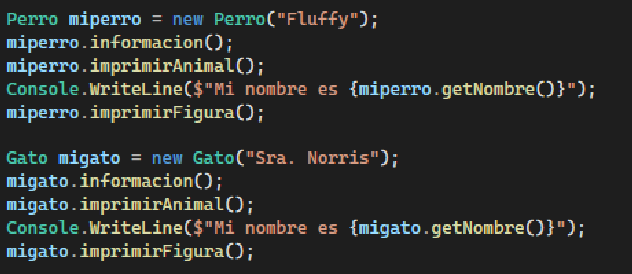 Perro miperro = new Perro("Fluffy");
miperro.informacion();
miperro.imprimirAnimal();
Console.WriteLine($"Mi nombre es {miperro.getNombre()}");
miperro.imprimirFigura();

Gato migato = new Gato("Sra. Norris");
migato.informacion();
migato.imprimirAnimal();
Console.WriteLine($"Mi nombre es {migato.getNombre()}");
migato.imprimirFigura();